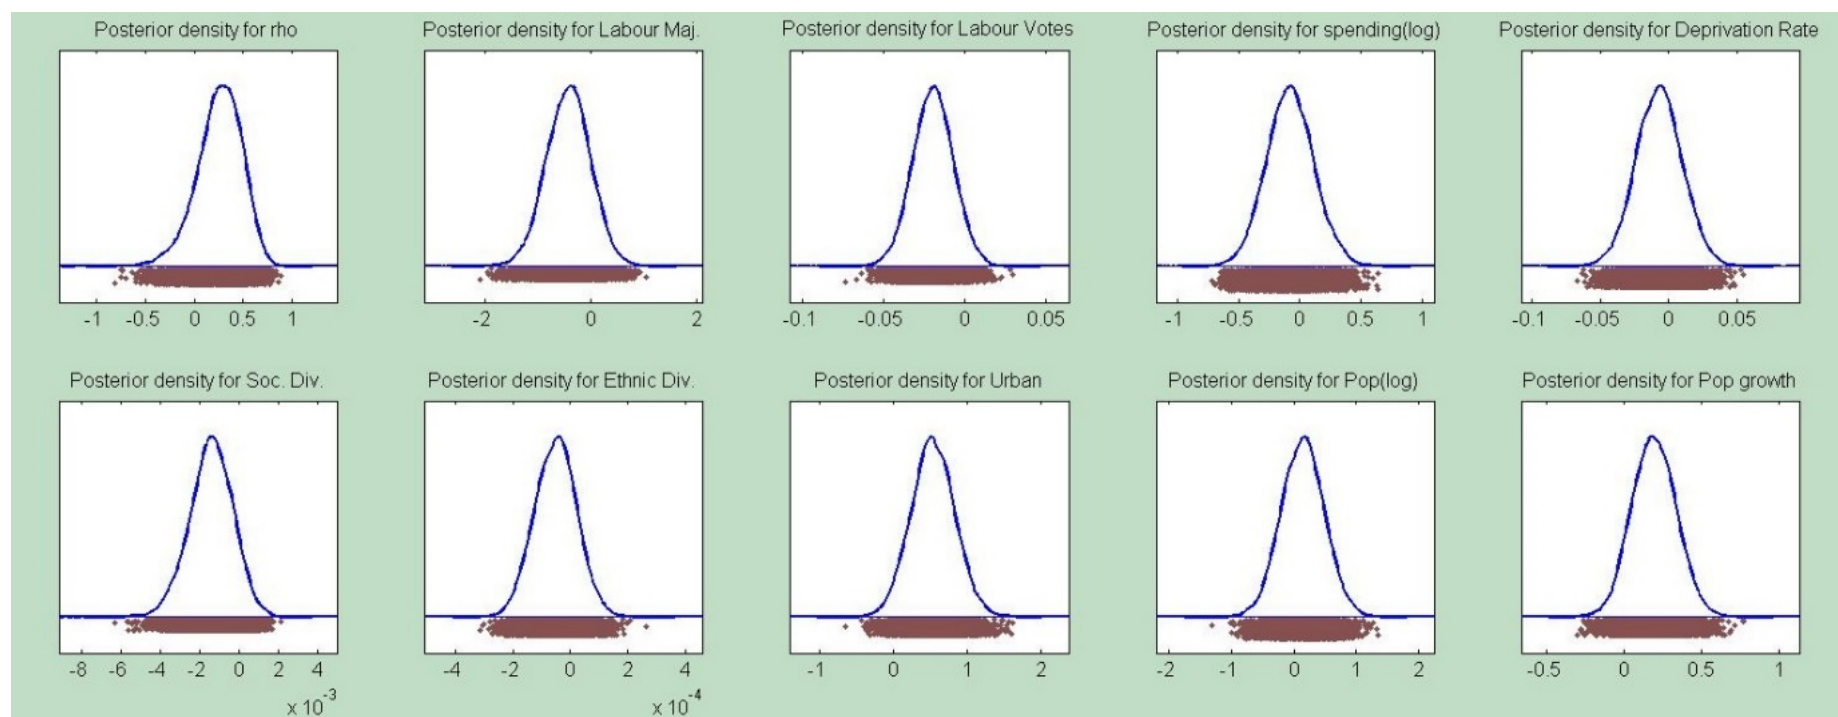 Posterior density for rho
Posterior density for Labour Maj.
Posterior density for Labour Votes
Posterior density for spending(log)
Posterior density for Deprivation Rate
-1 -0.5 0 0.5 1
-2 0 2
-0.1 -0.05 0 0.05
-1 -0.5 0 0.5 1
-0.1 -0.05 0 0.05
Posterior density for Soc. Div.
Posterior density for Ethnic Div.
Posterior density for Urban
Posterior density for Pop(log)
Posterior density for Pop growth
-8 -6 -4 -2 0 2 4
x 10-3
-4 -2 0 2 4
x 10-4
-1 0 1 2
-2 -1 0 1 2
-0.5 0 0.5 1